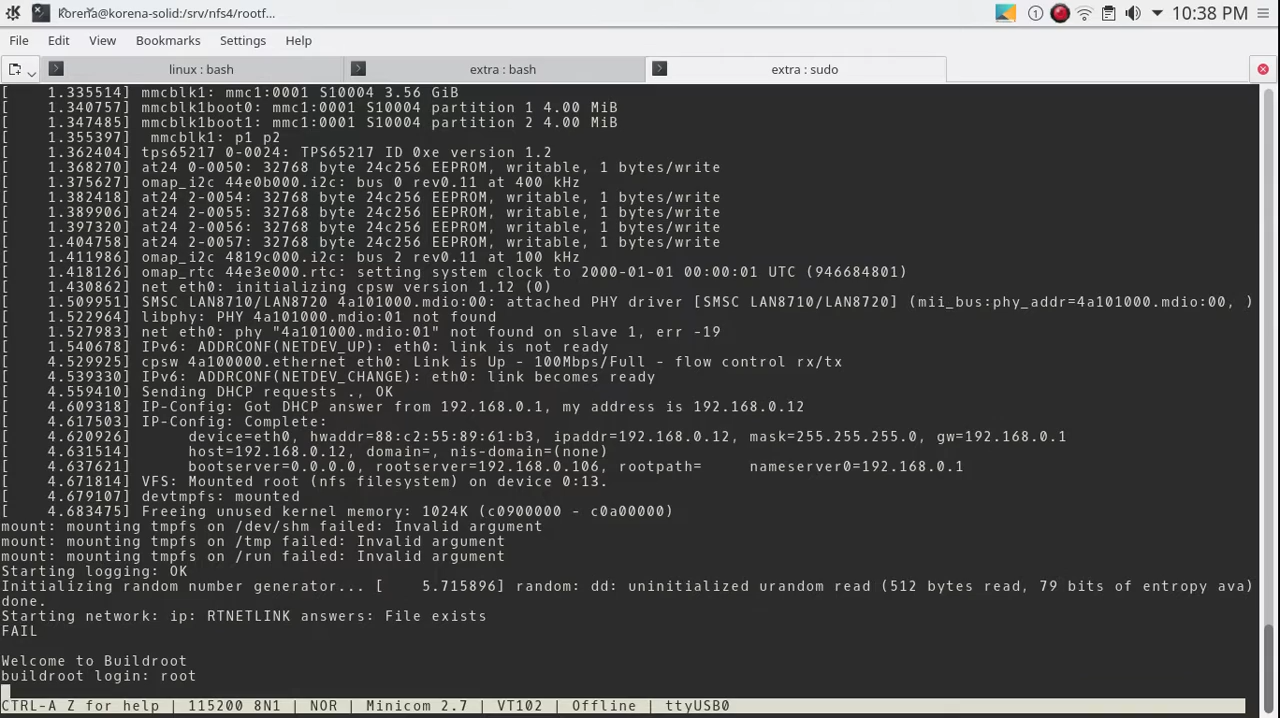 korena@korena-solid:/srv/nfs4/rootf...
10:38 PM
File Edit View Bookmarks Settings Help
linux : bash extra : bash extra : sudo
[    1.335514] mmcblk1: mmc1:0001 S10004 3.56 GiB
[    1.340757] mmcblk1boot0: mmc1:0001 S10004 partition 1 4.00 MiB
[    1.347485] mmcblk1boot1: mmc1:0001 S10004 partition 2 4.00 MiB
[    1.355397]  mmcblk1: p1 p2
[    1.362404] tps65217 0-0024: TPS65217 ID 0xe version 1.2
[    1.368270] at24 0-0050: 32768 byte 24c256 EEPROM, writable, 1 bytes/write
[    1.375627] omap_i2c 44e0b000.i2c: bus 0 rev0.11 at 400 kHz
[    1.382418] at24 2-0054: 32768 byte 24c256 EEPROM, writable, 1 bytes/write
[    1.389906] at24 2-0055: 32768 byte 24c256 EEPROM, writable, 1 bytes/write
[    1.397320] at24 2-0056: 32768 byte 24c256 EEPROM, writable, 1 bytes/write
[    1.404758] at24 2-0057: 32768 byte 24c256 EEPROM, writable, 1 bytes/write
[    1.411986] omap_i2c 4819c000.i2c: bus 2 rev0.11 at 100 kHz
[    1.418126] omap_rtc 44e3e000.rtc: setting system clock to 2000-01-01 00:00:01 UTC (946684801)
[    1.430862] net eth0: initializing cpsw version 1.12 (0)
[    1.509951] SMSC LAN8710/LAN8720 4a101000.mdio:00: attached PHY driver [SMSC LAN8710/LAN8720] (mii_bus:phy_addr=4a101000.mdio:00, )
[    1.522964] libphy: PHY 4a101000.mdio:01 not found
[    1.527983] net eth0: phy "4a101000.mdio:01" not found on slave 1, err -19
[    1.540678] IPv6: ADDRCONF(NETDEV_UP): eth0: link is not ready
[    4.529925] cpsw 4a100000.ethernet eth0: Link is Up - 100Mbps/Full - flow control rx/tx
[    4.539330] IPv6: ADDRCONF(NETDEV_CHANGE): eth0: link becomes ready
[    4.559410] Sending DHCP requests ., OK
[    4.609318] IP-Config: Got DHCP answer from 192.168.0.1, my address is 192.168.0.12
[    4.617503] IP-Config: Complete:
[    4.620926]      device=eth0, hwaddr=88:c2:55:89:61:b3, ipaddr=192.168.0.12, mask=255.255.255.0, gw=192.168.0.1
[    4.631514]      host=192.168.0.12, domain=, nis-domain=(none)
[    4.637621]      bootserver=0.0.0.0, rootserver=192.168.0.106, rootpath=     nameserver0=192.168.0.1
[    4.671814] VFS: Mounted root (nfs filesystem) on device 0:13.
[    4.679107] devtmpfs: mounted
[    4.683475] Freeing unused kernel memory: 1024K (c0900000 - c0a00000)
mount: mounting tmpfs on /dev/shm failed: Invalid argument
mount: mounting tmpfs on /tmp failed: Invalid argument
mount: mounting tmpfs on /run failed: Invalid argument
Starting logging: OK
Initializing random number generator... [    5.715896] random: dd: uninitialized urandom read (512 bytes read, 79 bits of entropy ava)
done.
Starting network: ip: RTNETLINK answers: File exists
FAIL
Welcome to Buildroot
buildroot login: root
CTRL-A Z for help | 115200 8N1 | NOR | Minicom 2.7 | VT102 | Offline | ttyUSB0